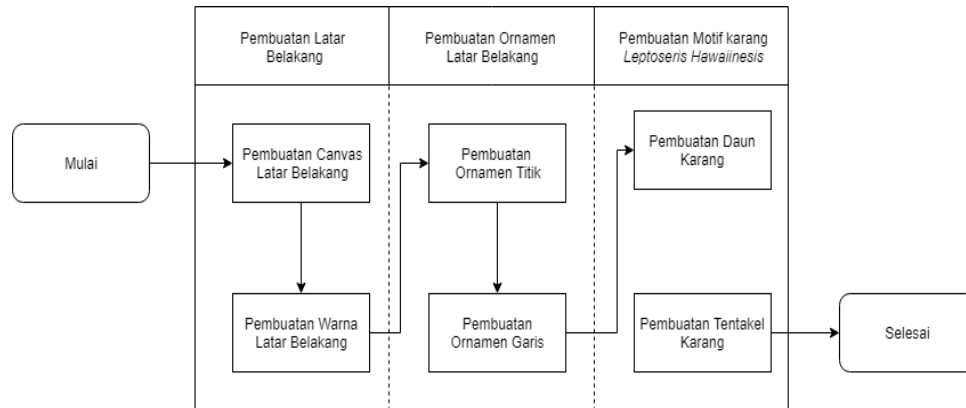 Pembuatan Latar
Belakang
Pembuatan Ornamen
Latar Belakang
Pembuatan Motif karang
Leptoseris Hawaiinesis
Mulai
Pembuatan Canvas
Latar Belakang
Pembuatan Warna
Latar Belakang
Pembuatan
Ornamen Titik
Pembuatan
Ornamen Garis
Pembuatan Daun
Karang
Pembuatan Tentakel
Karang
Selesai